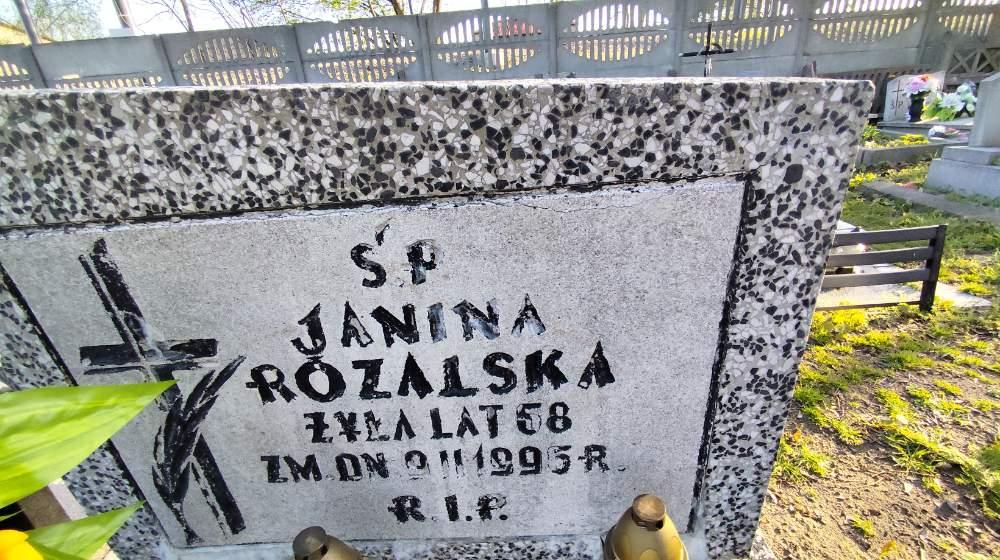 Ś.P
JANINA
ROZALSKA
ŻYŁA LAT 58
ZM. DN 9 II 1995 R.
R.I.P.